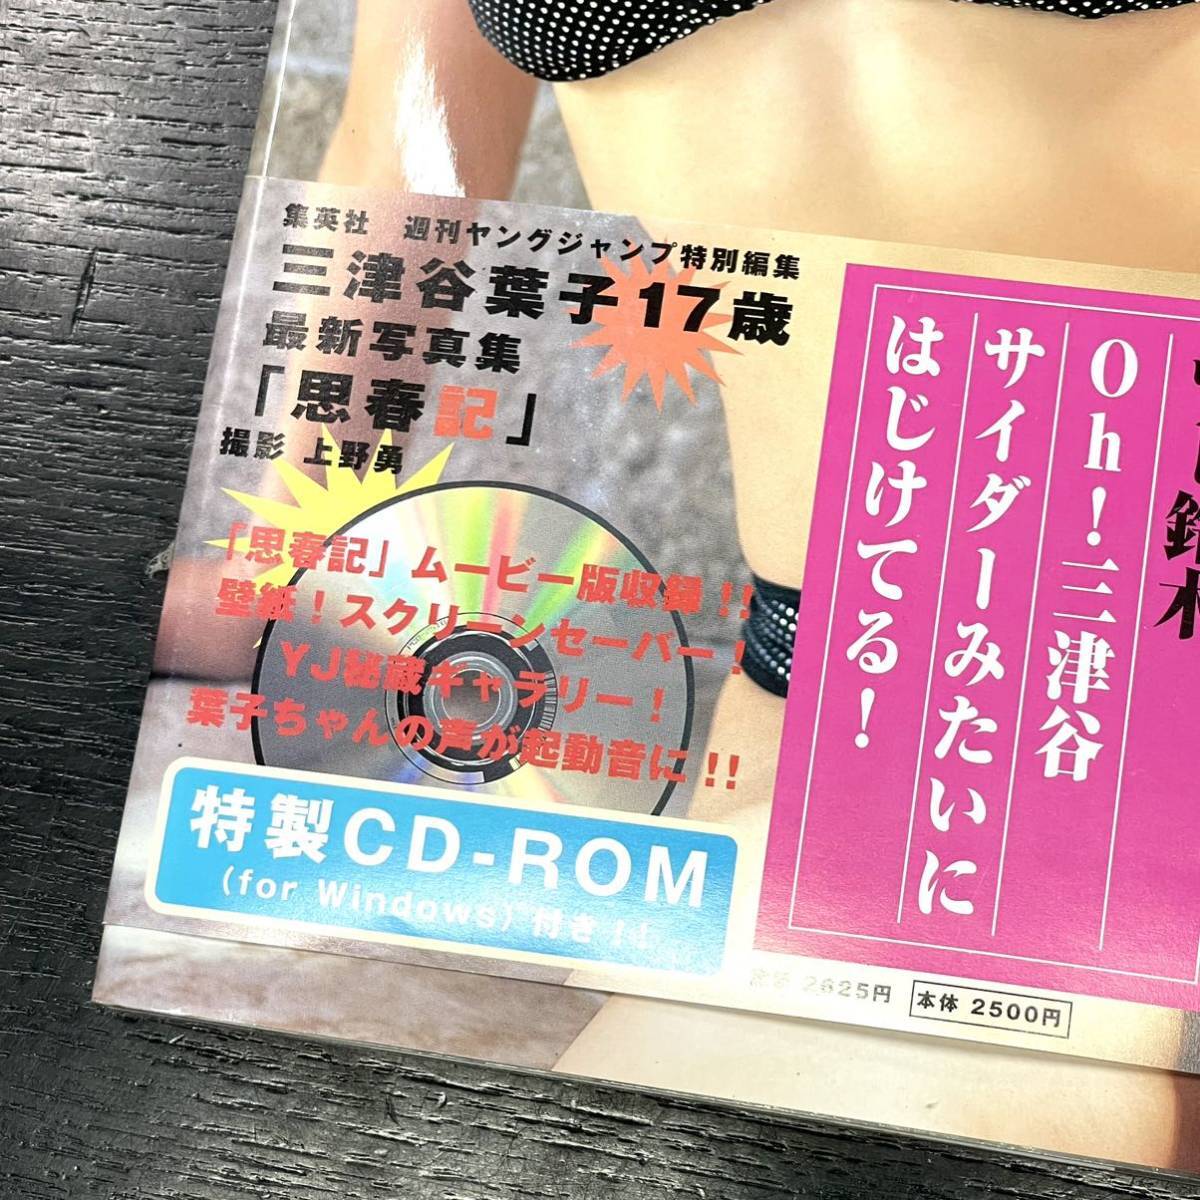 集英社 週刊ヤングジャンプ特別編集
三津谷葉子17歳
最新写真集
「思春記」
撮影 上野勇
「思春記」ムービー版収録!!
壁紙!スクリーンセーバー!
YJ秘蔵ギャラリー!
葉子ちゃんの声が起動音に!!
特製CD-ROM
(for Windows)付き!!
Oh!三津谷
サイダーみたいに
はじけてる!
定価 2625円
本体 2500円